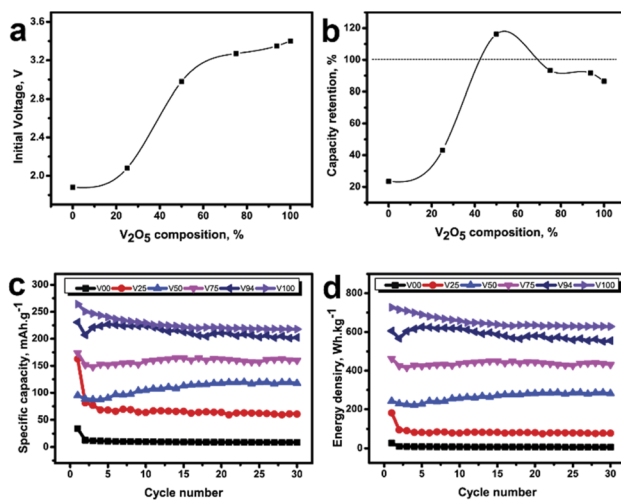 a
3.6
3.2
2.8
2.4
2.0
Initial Voltage, V
0 20 40 60 80 100
V₂O₅ composition, %
b
120
100
80
60
40
20
Capacity retention, %
0 20 40 60 80 100
V₂O₅ composition, %
c
V00 V25 V50 V75 V94 V100
300
250
200
150
100
50
0
Specific capacity, mAh.g⁻¹
0 5 10 15 20 25 30
Cycle number
d
V00 V25 V50 V75 V94 V100
800
600
400
200
0
Energy densiry, Wh.kg⁻¹
0 5 10 15 20 25 30
Cycle number